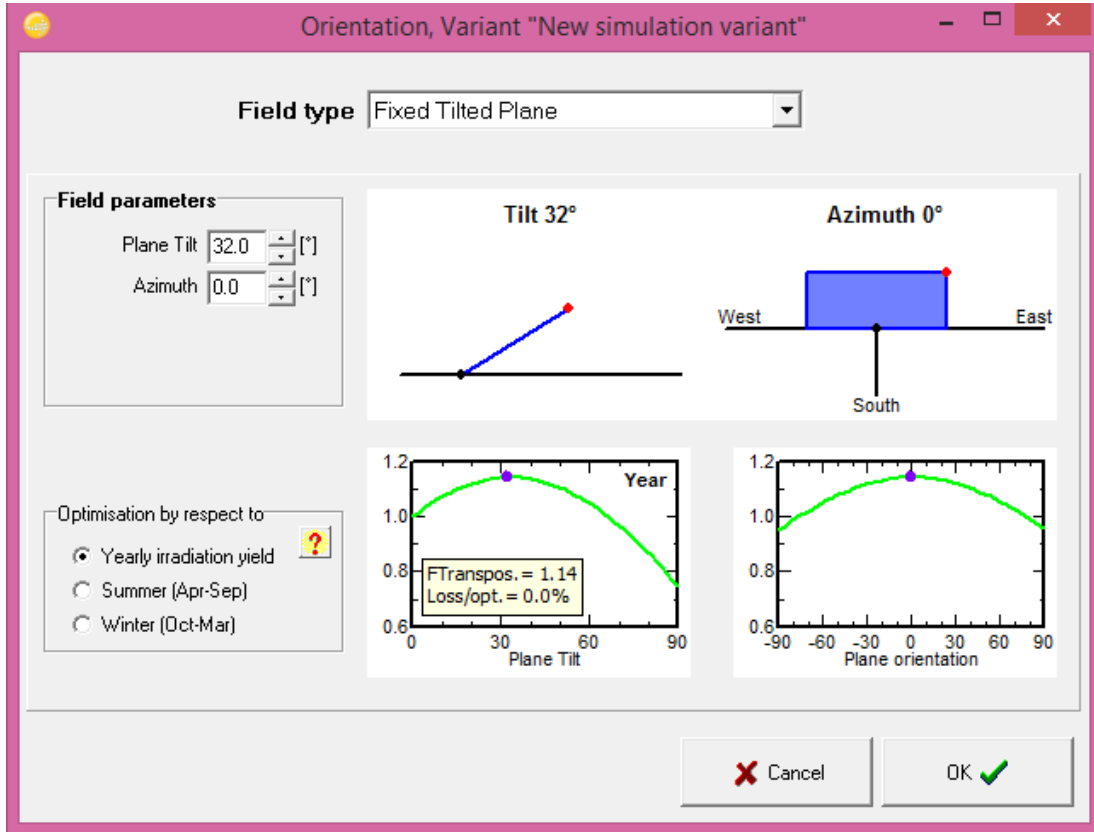 Orientation, Variant "New simulation variant"
Field type Fixed Tilted Plane
Field parameters
Plane Tilt 32.0 [°]
Azimuth 0.0 [°]
Tilt 32°
Azimuth 0°
West East
South
Optimisation by respect to
?
Yearly irradiation yield
Summer (Apr-Sep)
Winter (Oct-Mar)
1.2
1.0
0.8
0.6
Year
FTranspos.= 1.14
Loss/opt.= 0.0%
0 30 60 90
Plane Tilt
1.2
1.0
0.8
0.6
-90 -60 -30 0 30 60 90
Plane orientation
Cancel OK